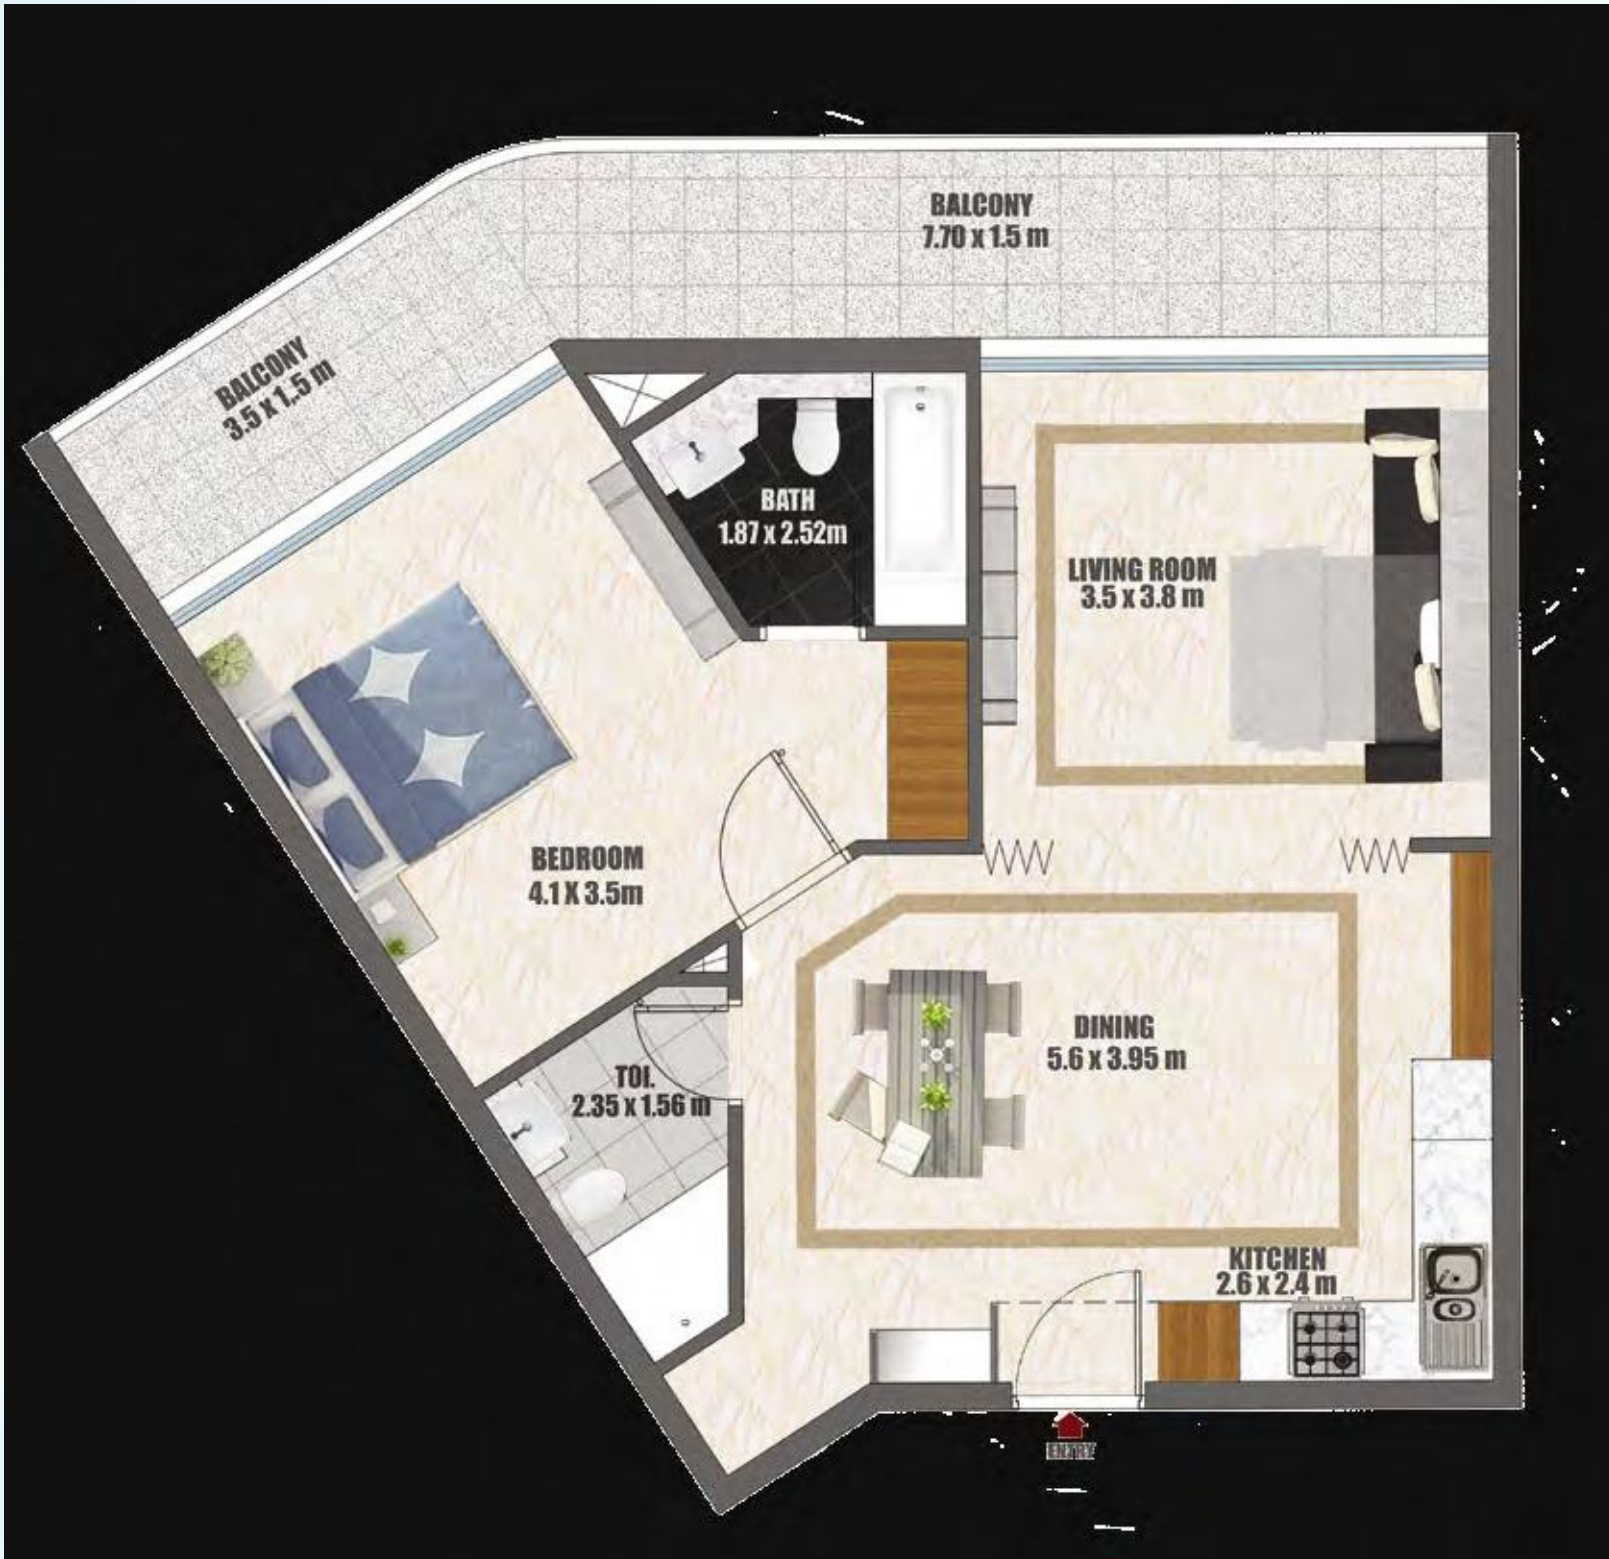 BALCONY
7.70 x 1.5 m
BALCONY
3.5 x 1..5 m
BATH
1.87 x 2.52m
LIVING ROOM
3.5 x 3.8 m
BEDROOM
4.1 X 3.5m
DINING
5.6 x 3.95 m
TOI.
2.35 x 1.56 m
KITCHEN
2.6 x 2.4 m
ENTRY